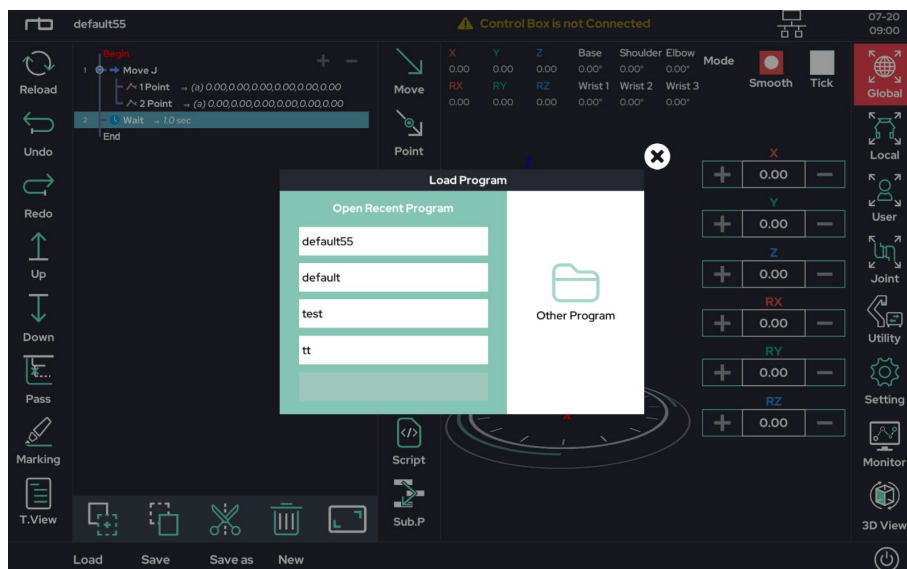 default55
Control Box is not Connected
07-20
09:00
Reload
Undo
Redo
Up
Down
Pass
Marking
T.View
Begin
1 Move J
1 Point → (a) 0.00,0.00,0.00,0.00,0.00,0.00
2 Point → (a) 0.00,0.00,0.00,0.00,0.00,0.00
2 Wait → 1.0 sec
End
Move
Point
Script
Sub.P
X Y Z Base Shoulder Elbow
0.00 0.00 0.00 0.00° 0.00° 0.00°
RX RY RZ Wrist 1 Wrist 2 Wrist 3
0.00 0.00 0.00 0.00° 0.00° 0.00°
Mode
Smooth
Tick
Load Program
Open Recent Program
default55
default
test
tt
Other Program
X
0.00
Y
0.00
Z
0.00
RX
0.00
RY
0.00
RZ
0.00
Global
Local
User
Joint
Utility
Setting
Monitor
3D View
Load Save Save as New